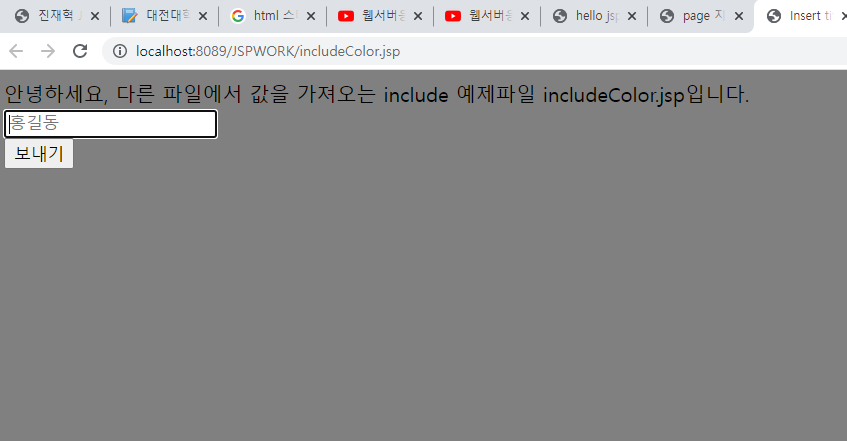 진재혁 대전대학 html 스 웹서버응 웹서버응 hello jsp page 지 Insert ti
localhost:8089/JSPWORK/includeColor.jsp
안녕하세요, 다른 파일에서 값을 가져오는 include 예제파일 includeColor.jsp입니다.
홍길동
보내기